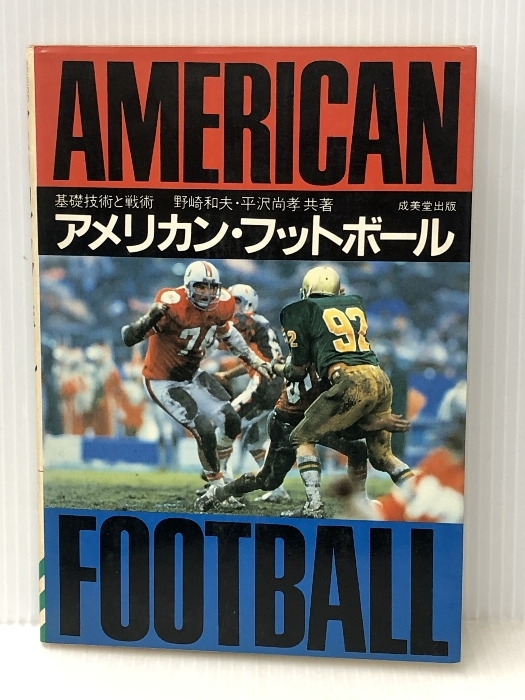 AMERICAN
基礎技術と戦術 野崎和夫・平沢尚孝 共著 成美堂出版
アメリカン・フットボール
74
92
FOOTBALL